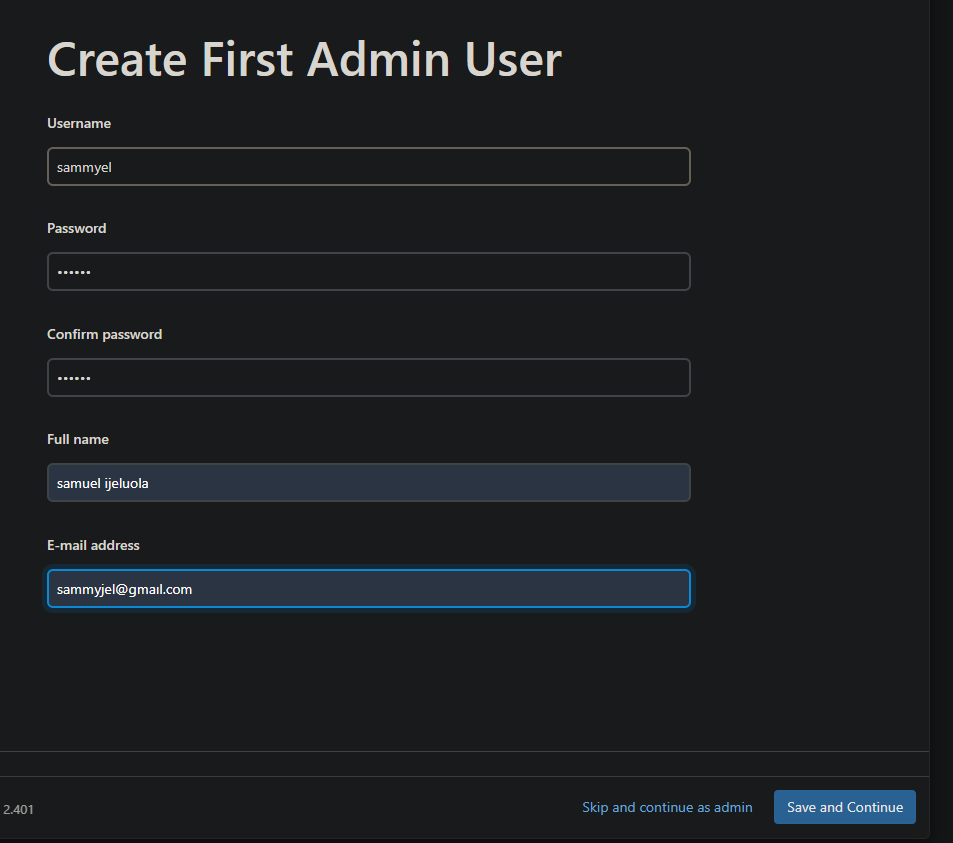 Create First Admin User
Username
sammyel
Password
••••••
Confirm password
••••••
Full name
samuel ijeluola
E-mail address
sammyjel@gmail.com
2.401
Skip and continue as admin
Save and Continue